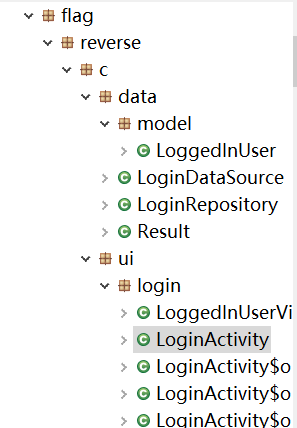 flag
reverse
c
data
model
LoggedInUser
LoginDataSource
LoginRepository
Result
ui
login
LoggedInUserVi
LoginActivity
LoginActivity$o
LoginActivity$o
LoginActivity$o